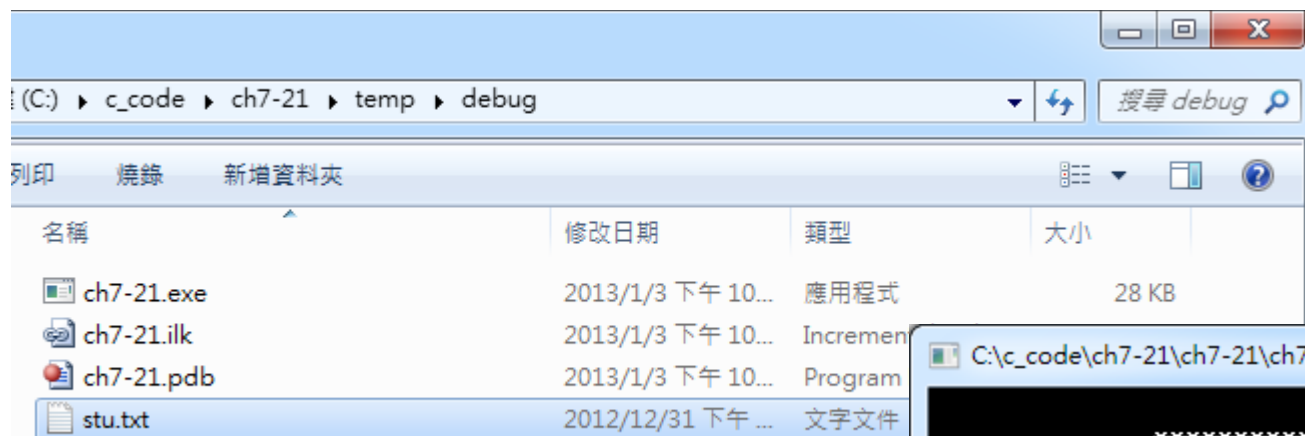 (C:) ▸ c_code ▸ ch7-21 ▸ temp ▸ debug 搜尋 debug
列印 燒錄 新增資料夾
名稱 修改日期 類型 大小
ch7-21.exe 2013/1/3 下午 10... 應用程式 28 KB
ch7-21.ilk 2013/1/3 下午 10...
C:\c_code\ch7-21\ch7-21\ch7
ch7-21.pdb 2013/1/3 下午 10... Program
stu.txt 2012/12/31 下午 ... 文字文件